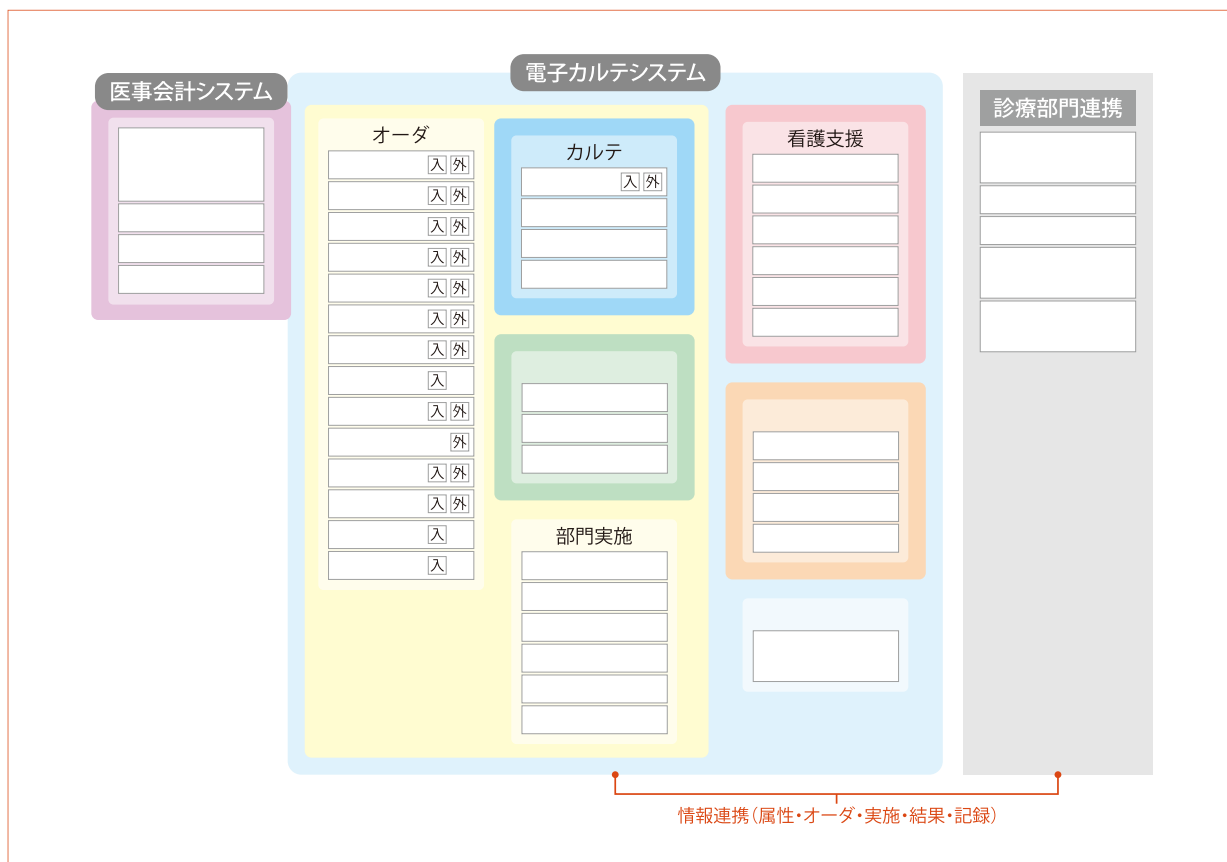 電子カルテシステム
医事会計システム
診療部門連携
オーダ
入 外
入 外
入 外
入 外
入 外
入 外
入 外
入
入 外
外
入 外
入 外
入
入
カルテ
入 外
部門実施
看護支援
情報連携(属性・オーダ・実施・結果・記録)